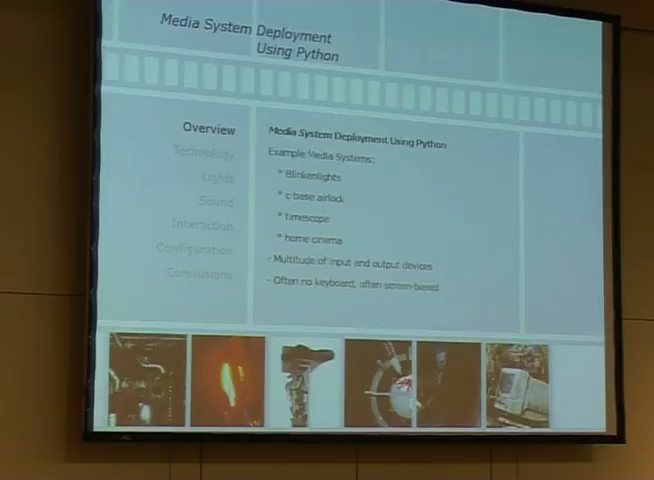 Media System Deployment
Using Python
Overview
Technology
Lights
Sound
Interaction
Configuration
Conclusions
Media System Deployment Using Python
Example Media Systems:
* Blinkenlights
* c-base airlock
* timescope
* home cinema
- Multitude of input and output devices
- Often no keyboard, often screen-based